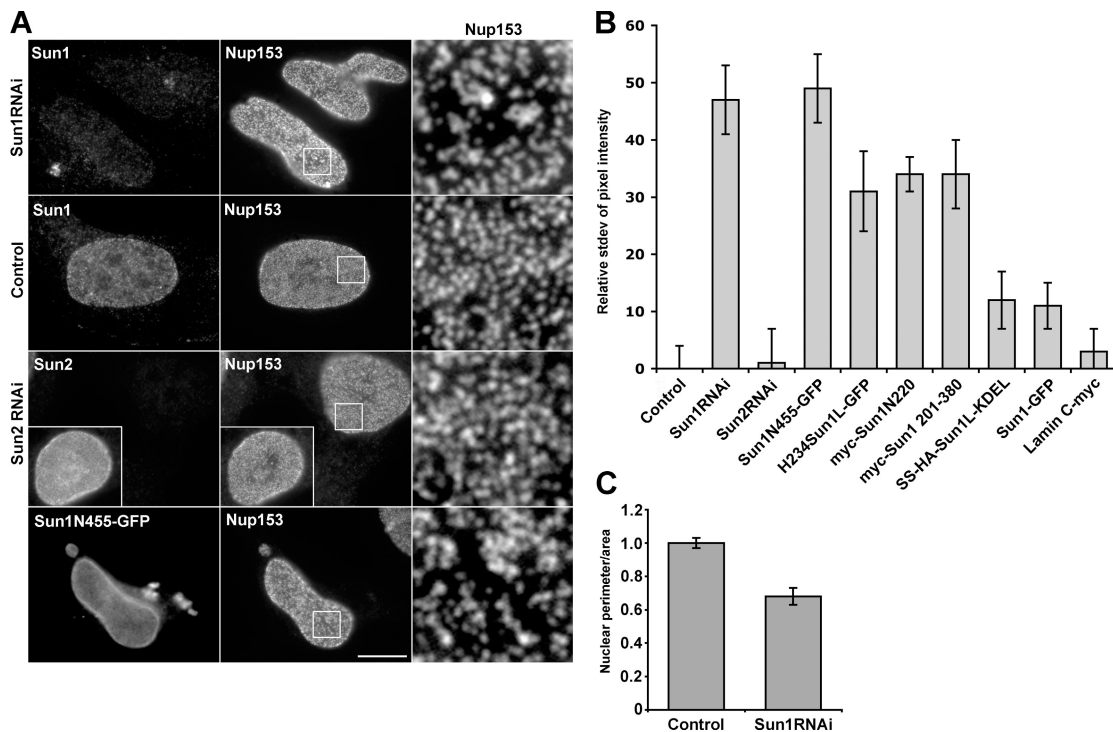 A
Nup153
Sun1RNAi
Sun1
Nup153
Control
Sun1
Nup153
Sun2 RNAi
Sun2
Nup153
Sun1N455-GFP
Nup153
B
Relative stdev of pixel intensity
60
50
40
30
20
10
0
Control
Sun1RNAi
Sun2RNAi
Sun1N455-GFP
H234Sun1L-GFP
myc-Sun1N220
myc-Sun1 201-380
SS-HA-Sun1L-KDEL
Sun1-GFP
Lamin C-myc
C
Nuclear perimeter/area
1.2
1.0
0.8
0.6
0.4
0.2
0
Control
Sun1RNAi